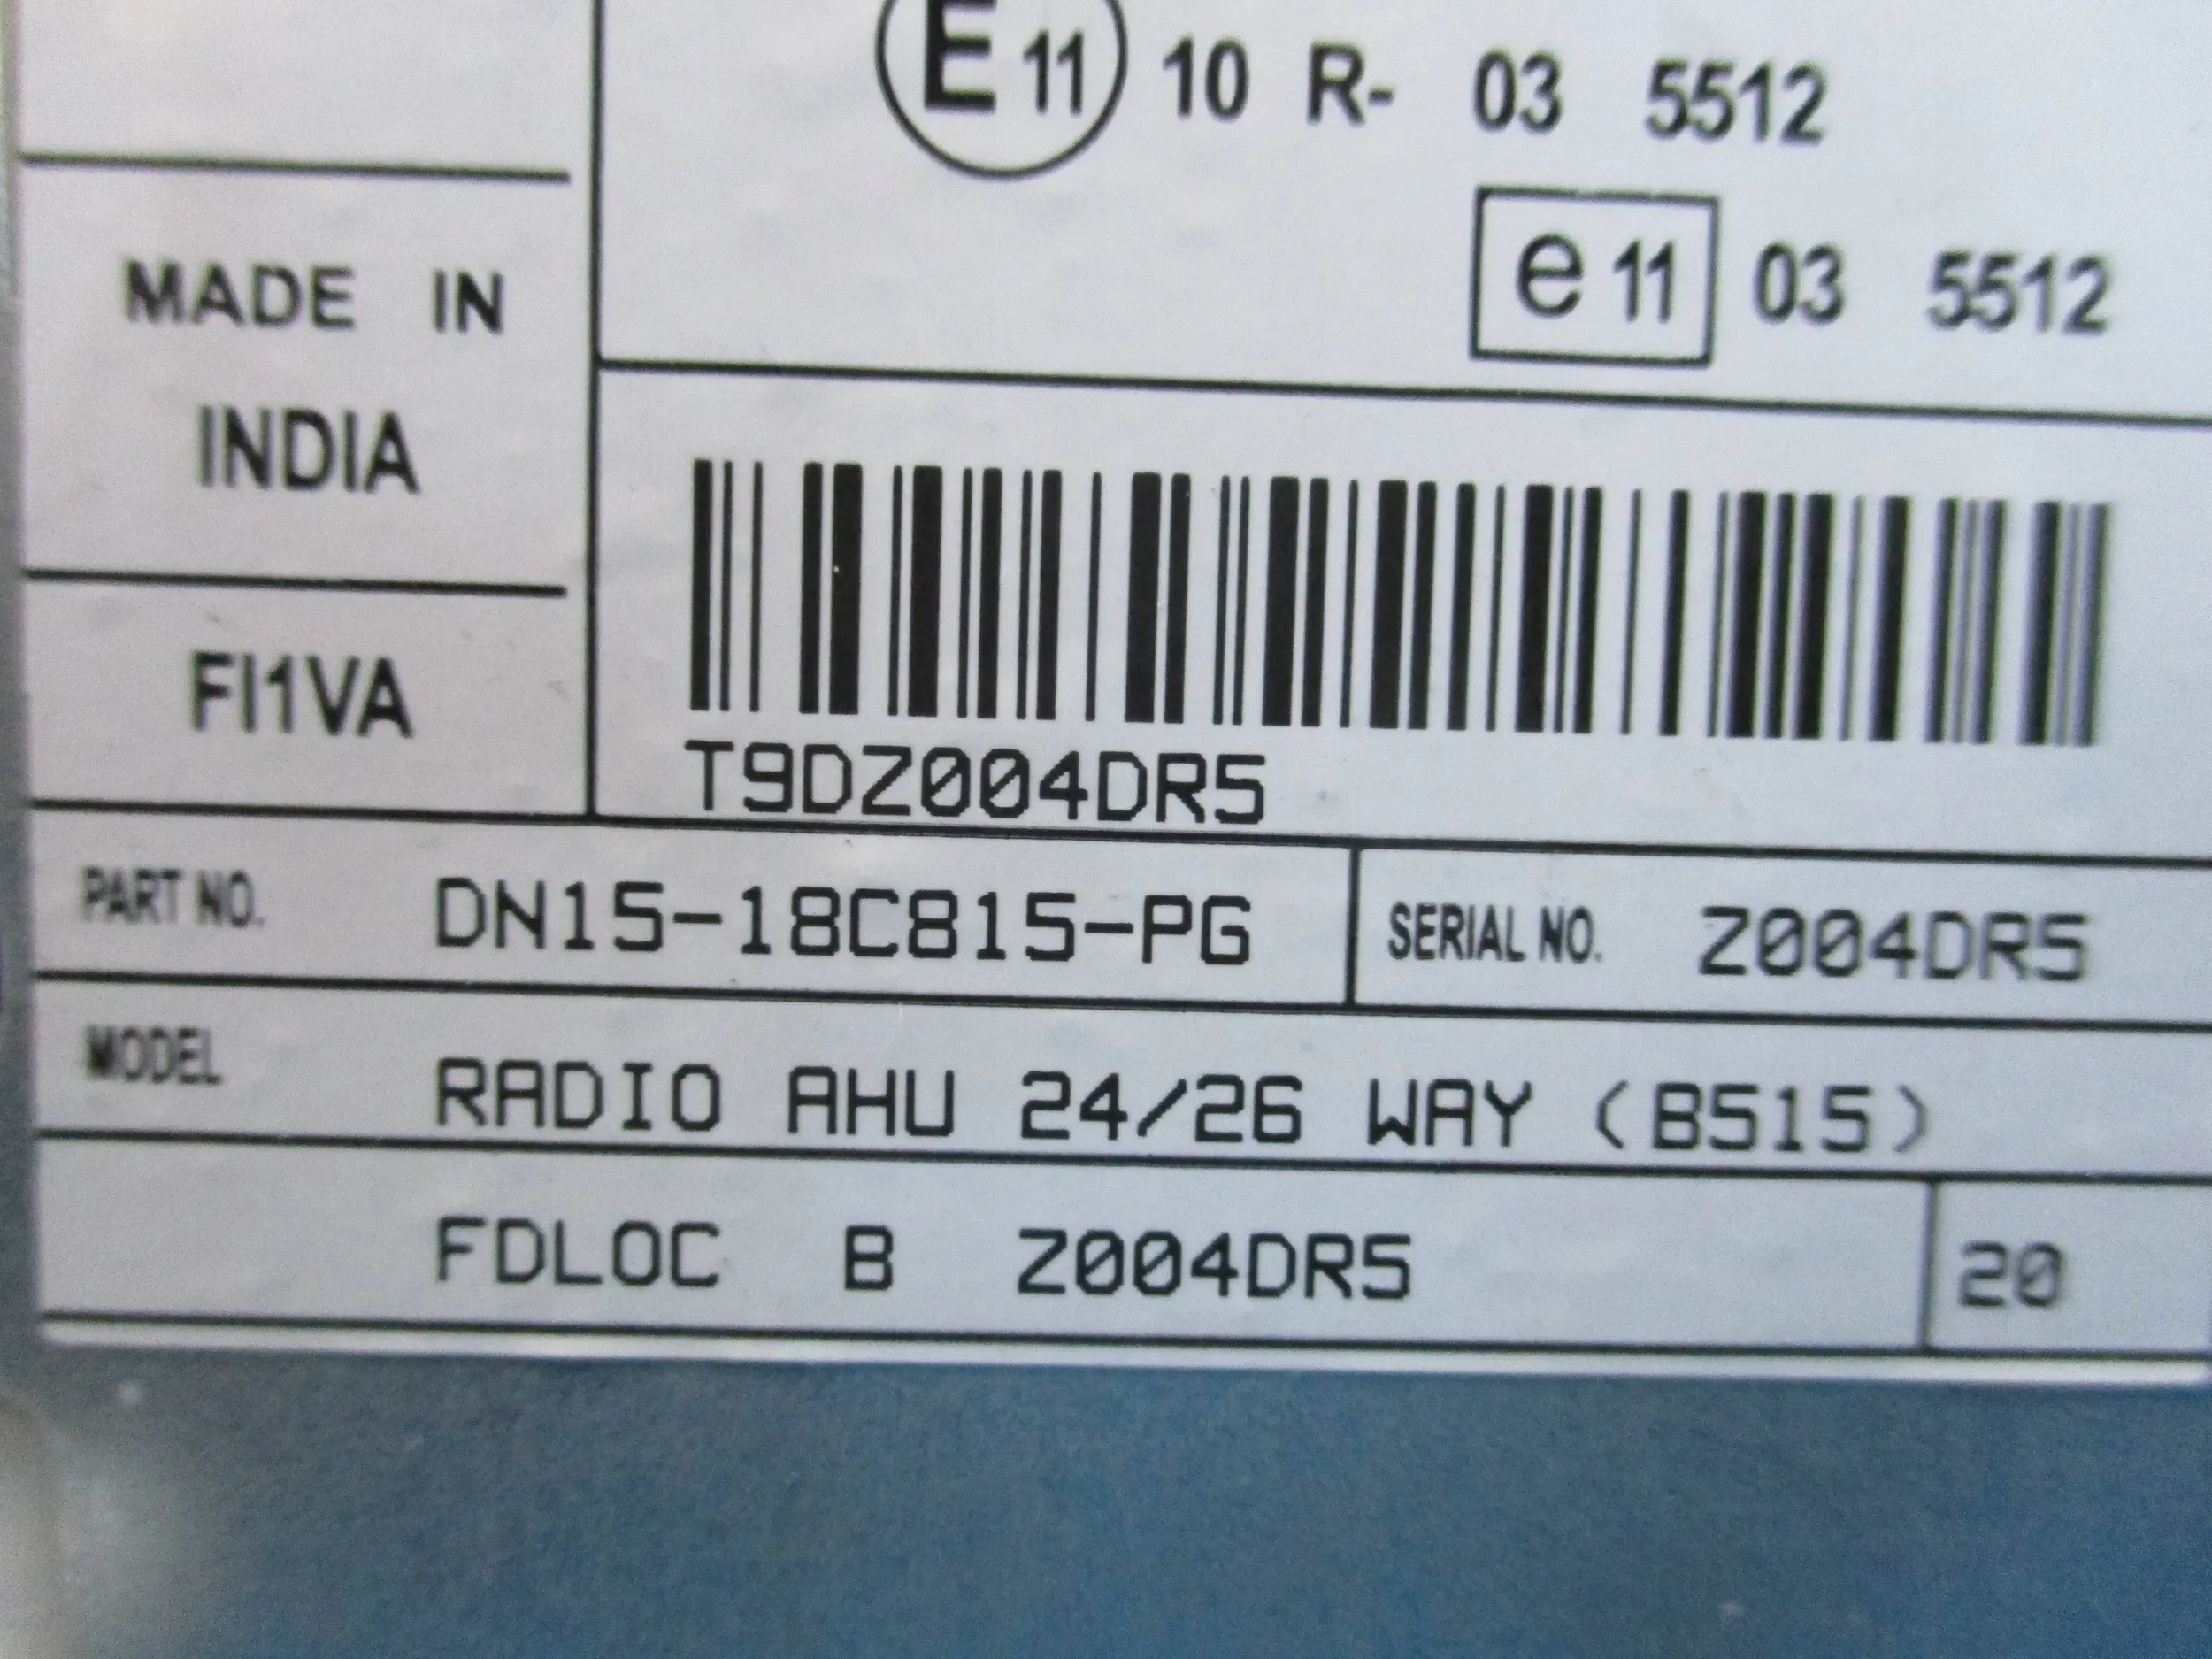 E 11 10 R- 03 5512
e 11 03 5512
MADE IN
INDIA
FI1VA
T9DZ004DR5
PART NO. DN15-18C815-PG
SERIAL NO. Z004DR5
MODEL RADIO AHU 24/26 WAY (B515)
FDLOC B Z004DR5
20